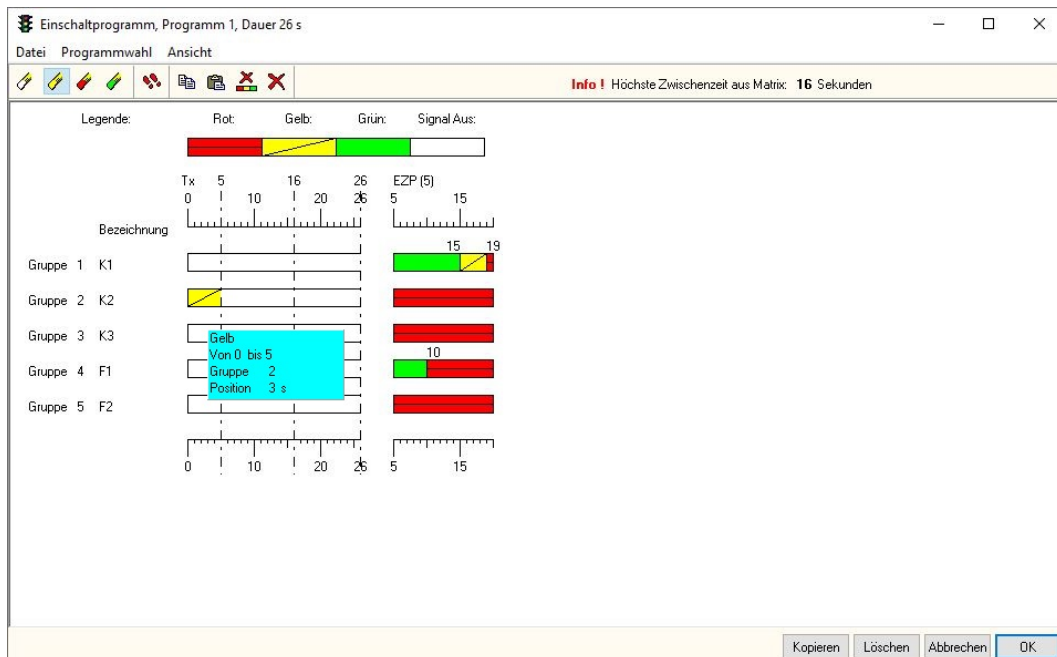 Einschaltprogramm, Programm 1, Dauer 26 s
Datei Programmwahl Ansicht
Info ! Höchste Zwischenzeit aus Matrix: 16 Sekunden
Legende: Rot: Gelb: Grün: Signal Aus:
Tx 5 16 26 EZP (5)
0 10 20 26 5 15
Bezeichnung
15 19
Gruppe 1 K1
Gruppe 2 K2
Gruppe 3 K3
Gelb
Von 0 bis 5
10
Gruppe 4 F1
Gruppe 2
Position 3 s
Gruppe 5 F2
0 10 20 26 5 15
Kopieren Löschen Abbrechen OK